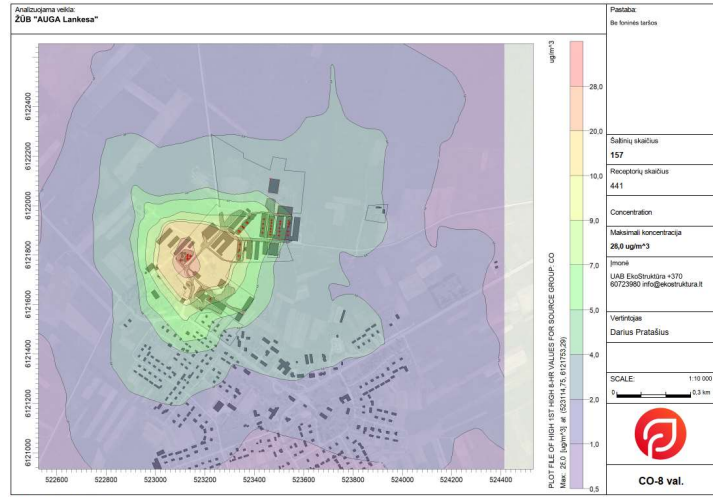 Analizuojama veikla:
ŽŪB "AUGA Lankesa"
Pastaba:
Be foninės taršos
ug/m^3
28,0
20,0
10,0
9,0
7,0
5,0
4,0
2,0
1,0
0,5
6122400
6122200
6122000
6121800
6121600
6121400
6121200
6121000
522600
522800
523000
523200
523400
523600
523800
524000
524200
524400
PLOT FILE OF HIGH 1ST HIGH 8-HR VALUES FOR SOURCE GROUP: CO
Max: 28,0 [ug/m^3] at (523114,75, 6121753,29)
Šaltinių skaičius
157
Receptorių skaičius
441
Concentration
Maksimali koncentracija
28,0 ug/m^3
Įmonė
UAB EkoStruktūra +370
60723980 info@ekostruktura.lt
Vertintojas
Darius Pratašius
SCALE:
1:10 000
0
0,3 km
CO-8 val.